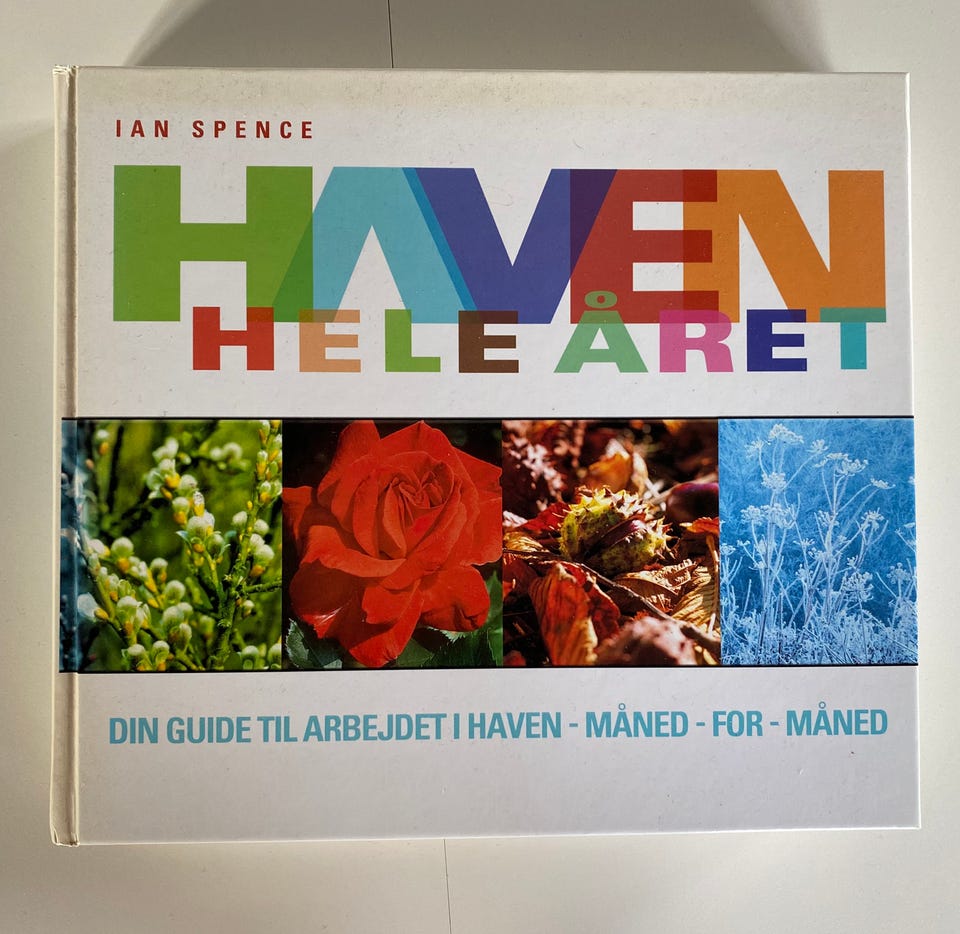 IAN SPENCE
HAVEN
HELE ÅRET
DIN GUIDE TIL ARBEJDET I HAVEN - MÅNED - FOR - MÅNED